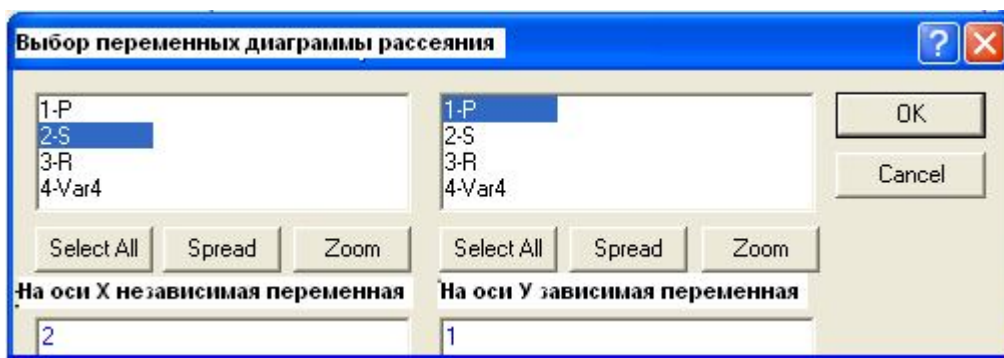 Выбор переменных диаграммы рассеяния
1-P
2-S
3-R
4-Var4
1-P
2-S
3-R
4-Var4
OK
Cancel
Select All Spread Zoom
Select All Spread Zoom
На оси X независимая переменная
На оси У зависимая переменная
2
1